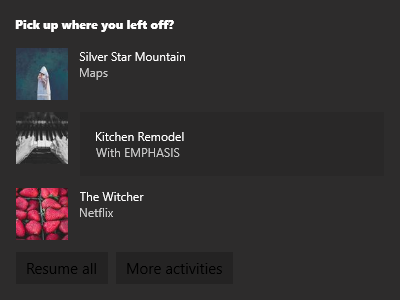 Pick up where you left off?
Silver Star Mountain
Maps
Kitchen Remodel
With EMPHASIS
The Witcher
Netflix
Resume all
More activities